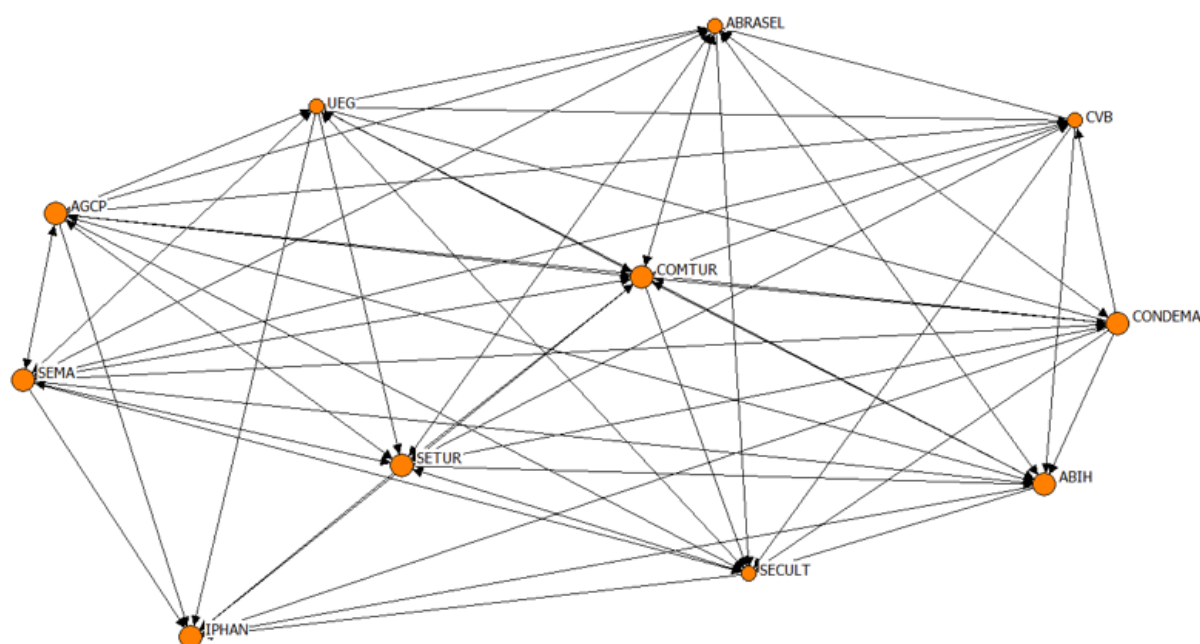 ABRASEL
UEG
CVB
AGCP
COMTUR
CONDEMA
SEMA
SETUR
ABIH
SECULT
IPHAN